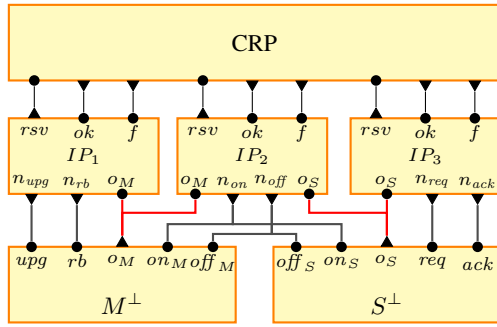 CRP
rsv ok f rsv ok f rsv ok f
IP₁ IP₂ IP₃
n_upg n_rb o_M o_M n_on n_off o_S o_S n_req n_ack
upg rb o_M on_M off_M off_S on_S o_S req ack
M^⊥ S^⊥